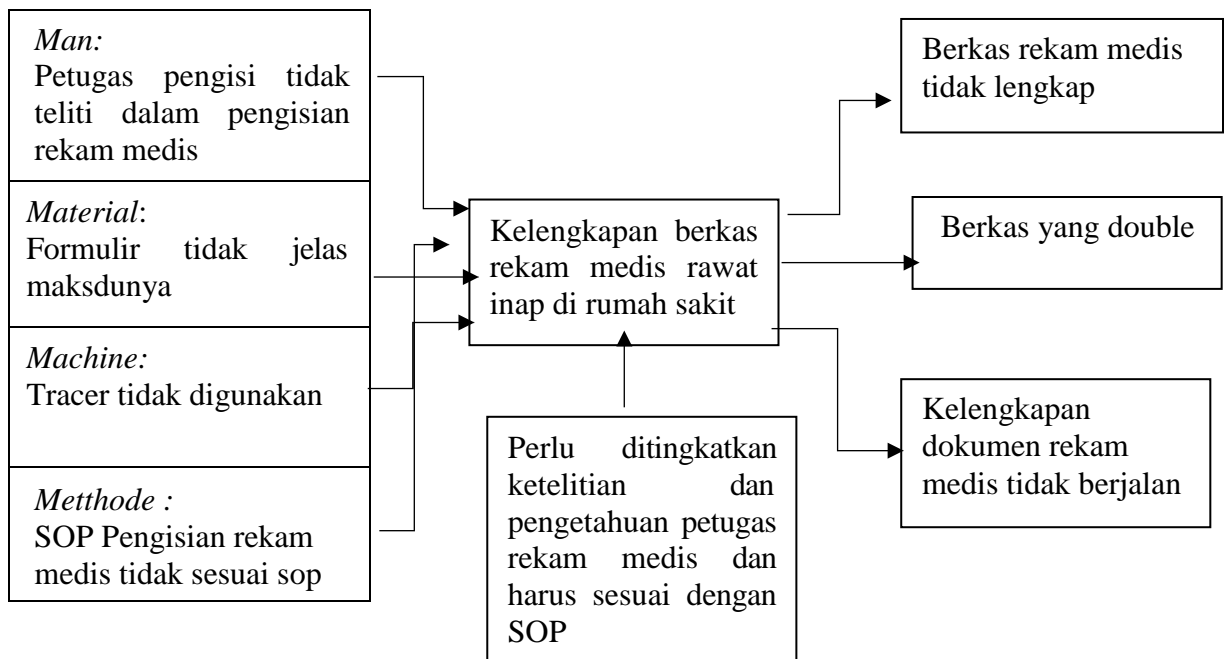 Man:
Petugas pengisi tidak
teliti dalam pengisian
rekam medis
Material:
Formulir tidak jelas
maksdunya
Machine:
Tracer tidak digunakan
Metthode :
SOP Pengisian rekam
medis tidak sesuai sop
Kelengkapan berkas
rekam medis rawat
inap di rumah sakit
Perlu ditingkatkan
ketelitian dan
pengetahuan petugas
rekam medis dan
harus sesuai dengan
SOP
Berkas rekam medis
tidak lengkap
Berkas yang double
Kelengkapan
dokumen rekam
medis tidak berjalan